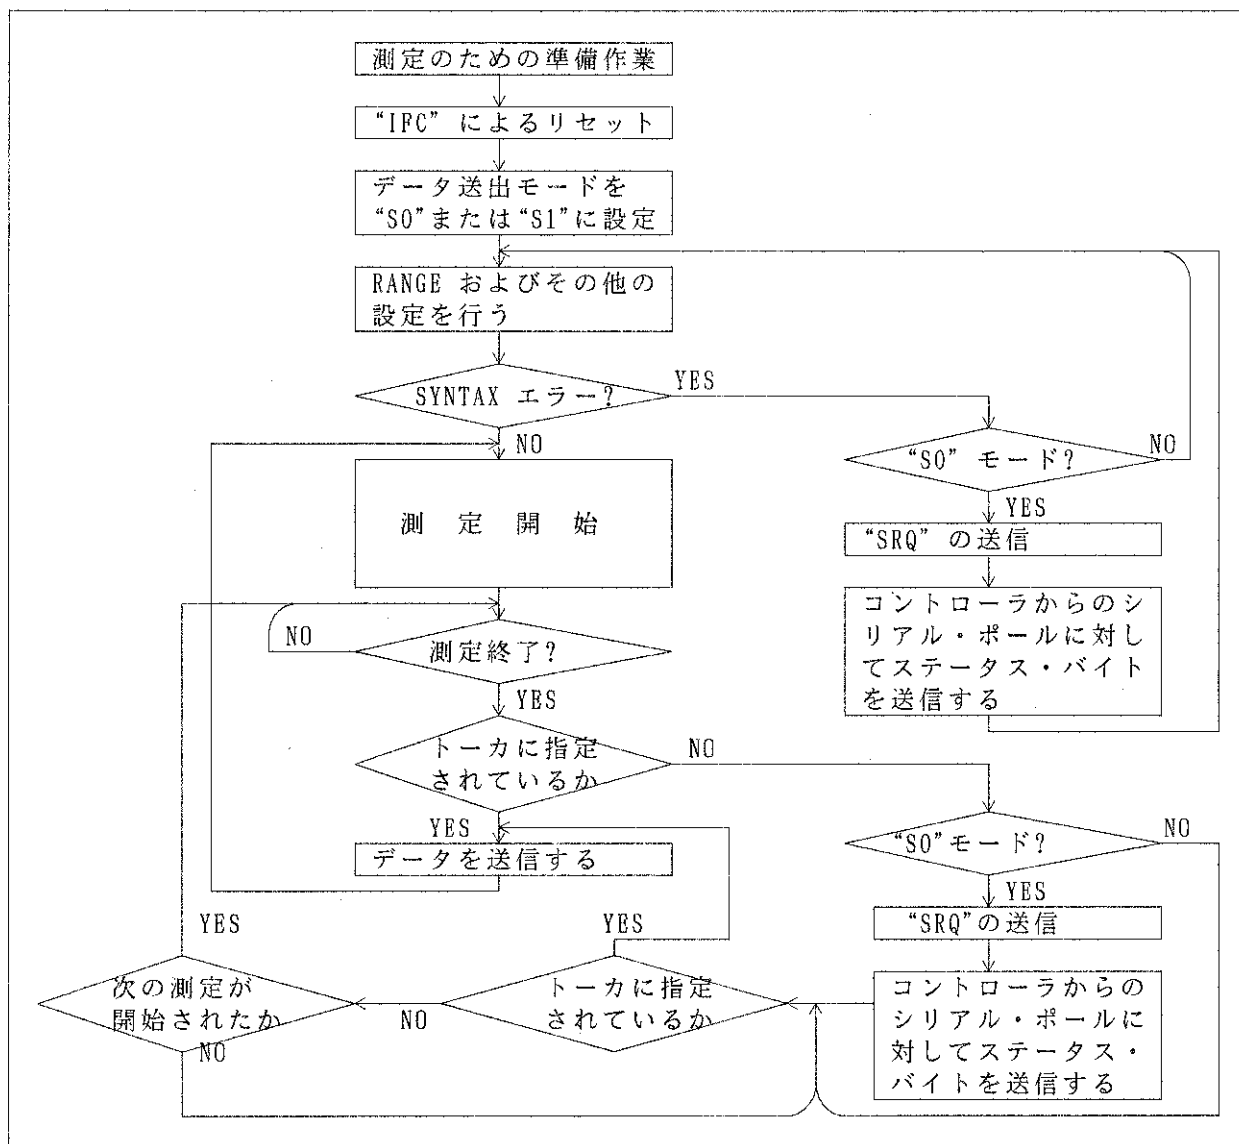 測定のための準備作業
“IFC” によるリセット
データ送出モードを
“S0”または“S1”に設定
RANGE およびその他の
設定を行う
SYNTAX エラー?
YES
NO
“S0” モード?
NO
YES
測 定 開 始
“SRQ” の送信
コントローラからのシ
リアル・ポールに対し
てステータス・バイト
を送信する
NO
測定終了?
YES
トーカに指定
されているか
NO
YES
データを送信する
“S0”モード?
NO
YES
“SRQ”の送信
YES
YES
次の測定が
開始されたか
NO
NO
トーカに指定
されているか
コントローラからの
シリアル・ポールに
対してステータス・
バイトを送信する